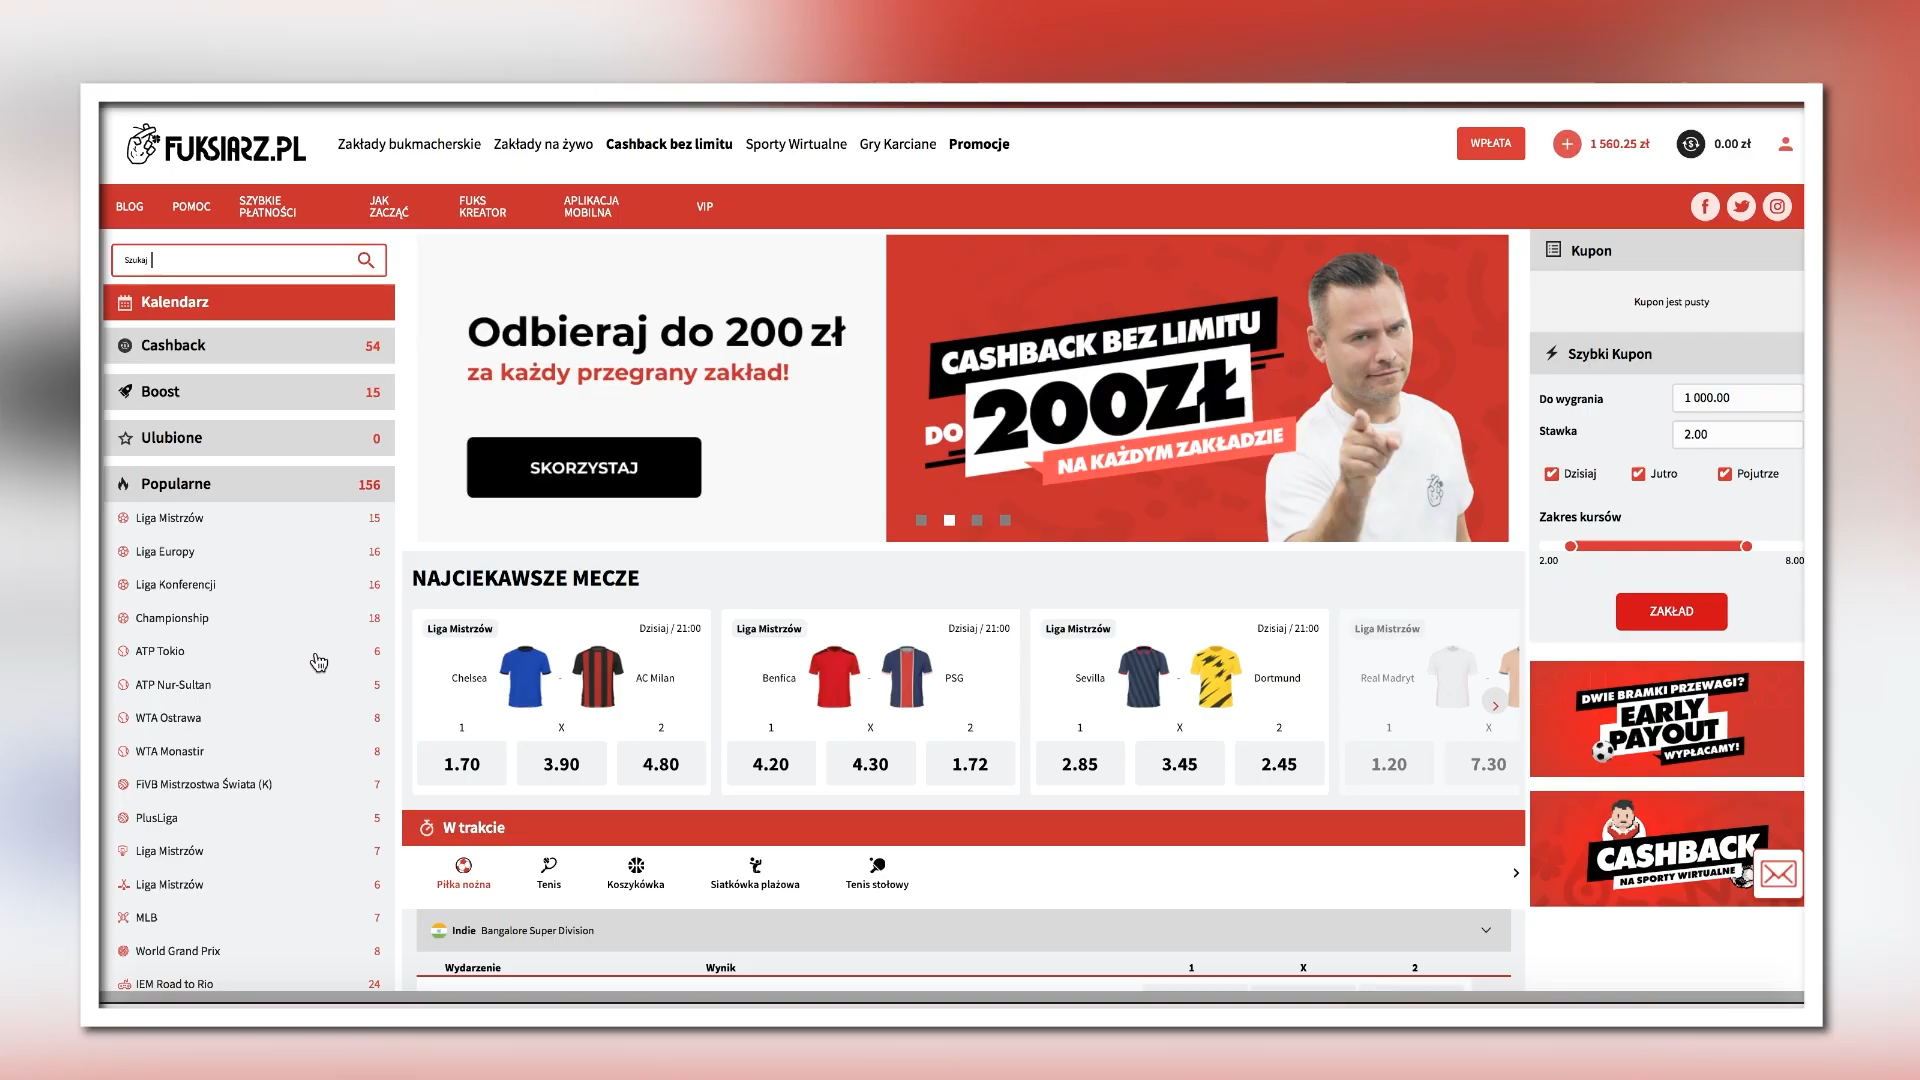 FUKSIARZ.PL
Zakłady bukmacherskie Zakłady na żywo Cashback bez limitu Sporty Wirtualne Gry Karciane Promocje
WPŁATA
1 560.25 zł
0.00 zł
BLOG
POMOC
SZYBKIE PŁATNOŚCI
JAK ZACZĄĆ
FUKS KREATOR
APLIKACJA MOBILNA
VIP
Szukaj
Kalendarz
Cashback 54
Boost 15
Ulubione 0
Popularne 156
Liga Mistrzów 15
Liga Europy 16
Liga Konferencji 16
Championship 18
ATP Tokio 6
ATP Nur-Sultan 5
WTA Ostrawa 8
WTA Monastir 8
FiVB Mistrzostwa Świata (K) 7
PlusLiga 5
Liga Mistrzów 7
Liga Mistrzów 6
MLB 7
World Grand Prix 8
IEM Road to Rio 24
Odbieraj do 200 zł
za każdy przegrany zakład!
SKORZYSTAJ
CASHBACK BEZ LIMITU
DO 200ZŁ
NA KAŻDYM ZAKŁADZIE
NAJCIEKAWSZE MECZE
Liga Mistrzów Dzisiaj / 21:00
Chelsea - AC Milan
1 X 2
1.70 3.90 4.80
Liga Mistrzów Dzisiaj / 21:00
Benfica - PSG
1 X 2
4.20 4.30 1.72
Liga Mistrzów Dzisiaj / 21:00
Sevilla - Dortmund
1 X 2
2.85 3.45 2.45
Liga Mistrzów
Real Madryt
1 X
1.20 7.30
W trakcie
Piłka nożna
Tenis
Koszykówka
Siatkówka plażowa
Tenis stołowy
Indie Bangalore Super Division
Wydarzenie Wynik 1 X 2
Kupon
Kupon jest pusty
Szybki Kupon
Do wygrania 1 000.00
Stawka 2.00
Dzisiaj Jutro Pojutrze
Zakres kursów
2.00 8.00
ZAKŁAD
DWIE BRAMKI PRZEWAGI?
EARLY
PAYOUT
WYPŁACAMY!
CASHBACK
NA SPORTY WIRTUALNE